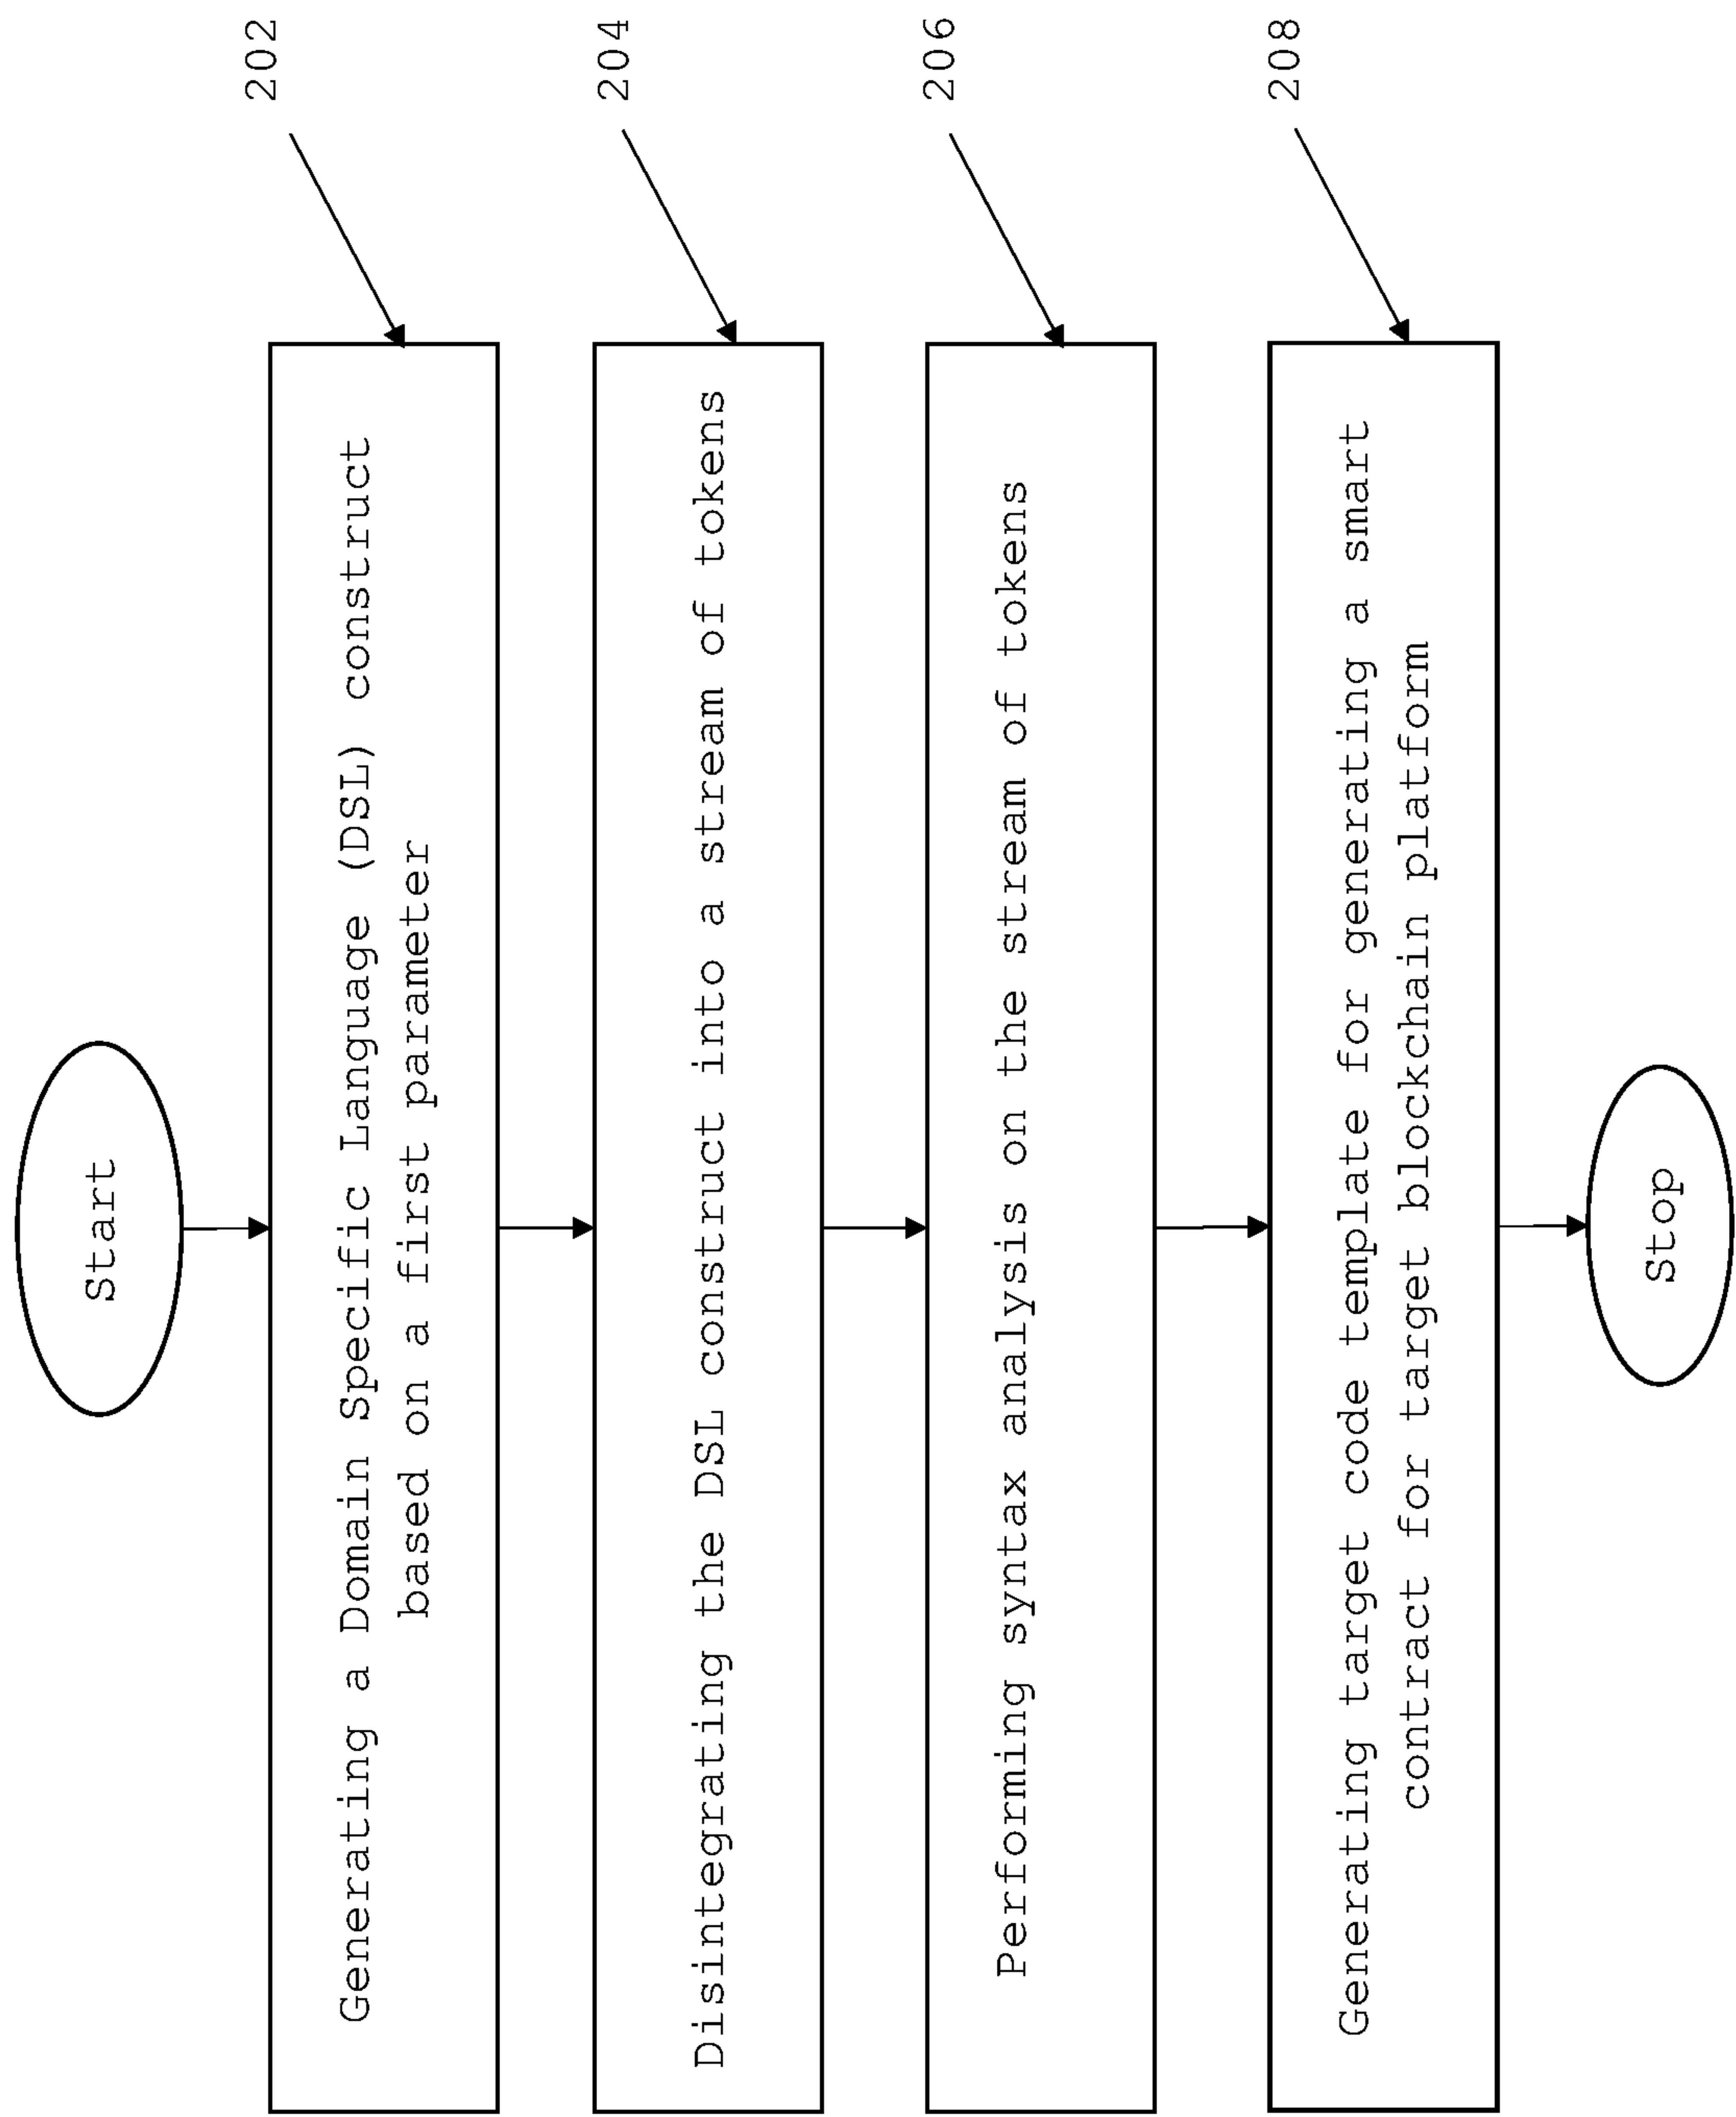 Start
202
Generating a Domain Specific Language (DSL) construct
based on a first parameter
204
Disintegrating the DSL construct into a stream of tokens
206
Performing syntax analysis on the stream of tokens
208
Generating target code template for generating a smart
contract for target blockchain platform
Stop